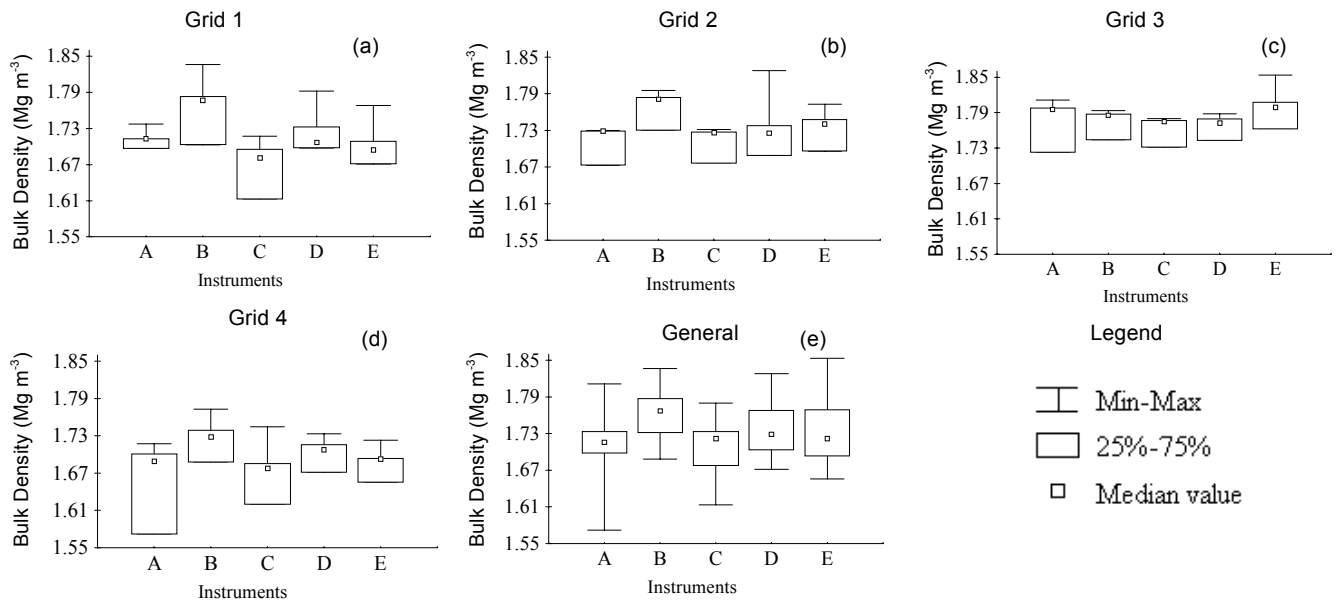 Grid 1
(a)
Bulk Density (Mg m⁻³)
1.85
1.79
1.73
1.67
1.61
1.55
A B C D E
Instruments
Grid 2
(b)
Bulk Density (Mg m⁻³)
1.85
1.79
1.73
1.67
1.61
1.55
A B C D E
Instruments
Grid 3
(c)
Bulk Density (Mg m⁻³)
1.85
1.79
1.73
1.67
1.61
1.55
A B C D E
Instruments
Grid 4
(d)
Bulk Density (Mg m⁻³)
1.85
1.79
1.73
1.67
1.61
1.55
A B C D E
Instruments
General
(e)
Bulk Density (Mg m⁻³)
1.85
1.79
1.73
1.67
1.61
1.55
A B C D E
Instruments
Legend
Min-Max
25%-75%
Median value